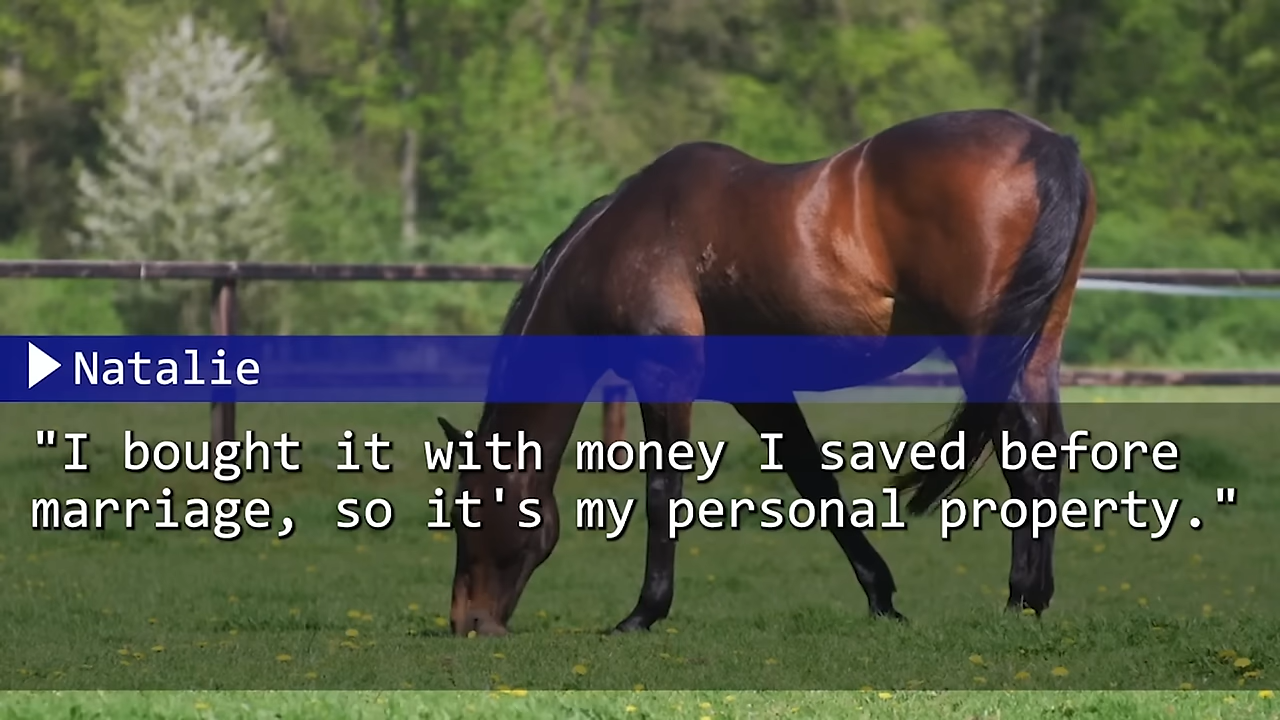 Natalie
"I bought it with money I saved before
marriage, so it's my personal property."